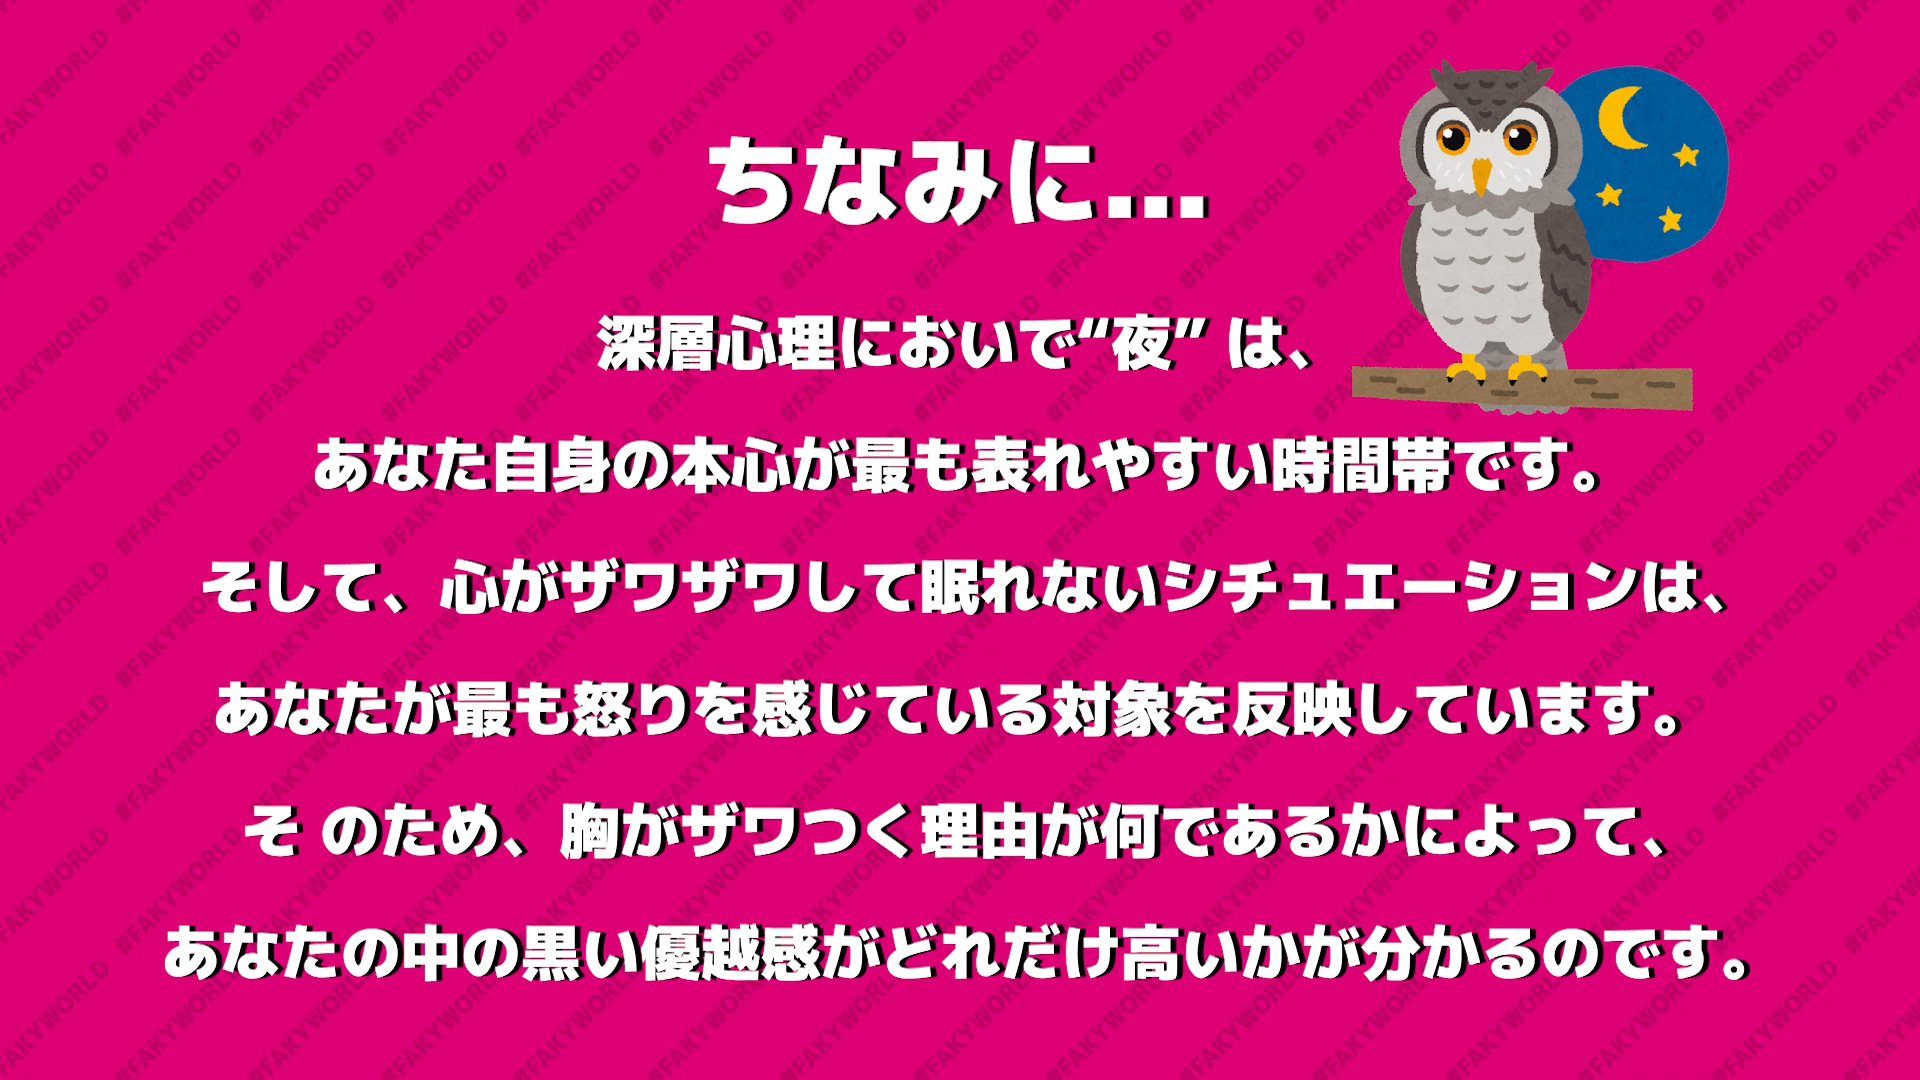 ちなみに...
深層心理においで“夜” は、
あなた自身の本心が最も表れやすい時間帯です。
そして、心がザワザワして眠れないシチュエーションは、
あなたが最も怒りを感じている対象を反映しています。
そ のため、胸がザワつく理由が何であるかによって、
あなたの中の黒い優越感がどれだけ高いかが分かるのです。
#FAKYWORLD